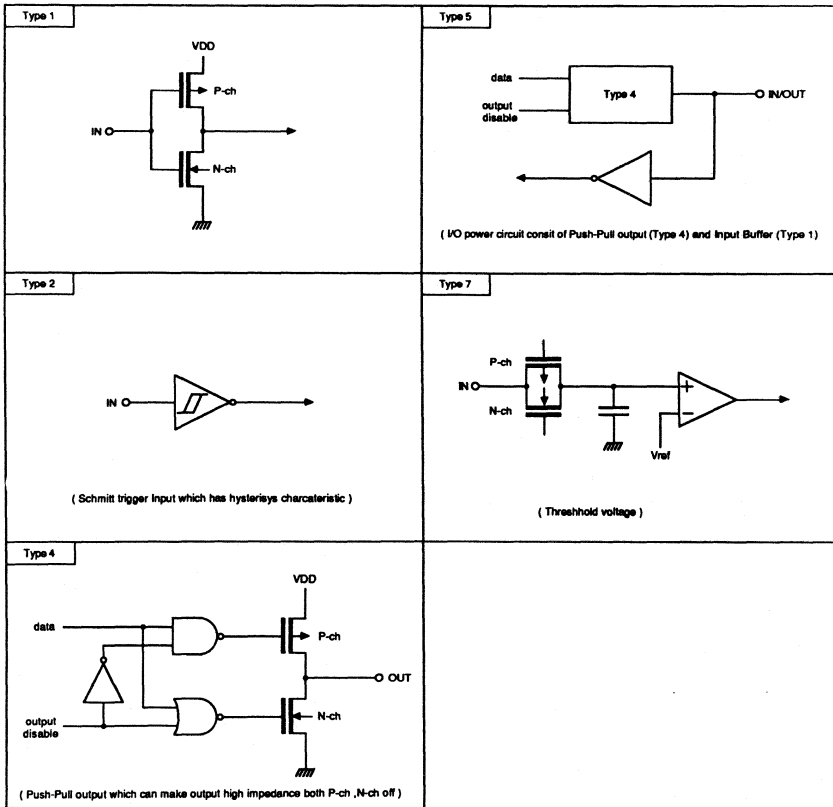 Type 1
VDD
P-ch
IN
N-ch
Type 5
data
output
disable
Type 4
IN/OUT
( I/O power circuit consit of Push-Pull output (Type 4) and Input Buffer (Type 1)
Type 2
IN
( Schmitt trigger Input which has hysterisys charcateristic )
Type 7
P-ch
IN
N-ch
+
−
Vref
( Threshhold voltage )
Type 4
VDD
data
P-ch
OUT
N-ch
output
disable
( Push-Pull output which can make output high impedance both P-ch ,N-ch off )